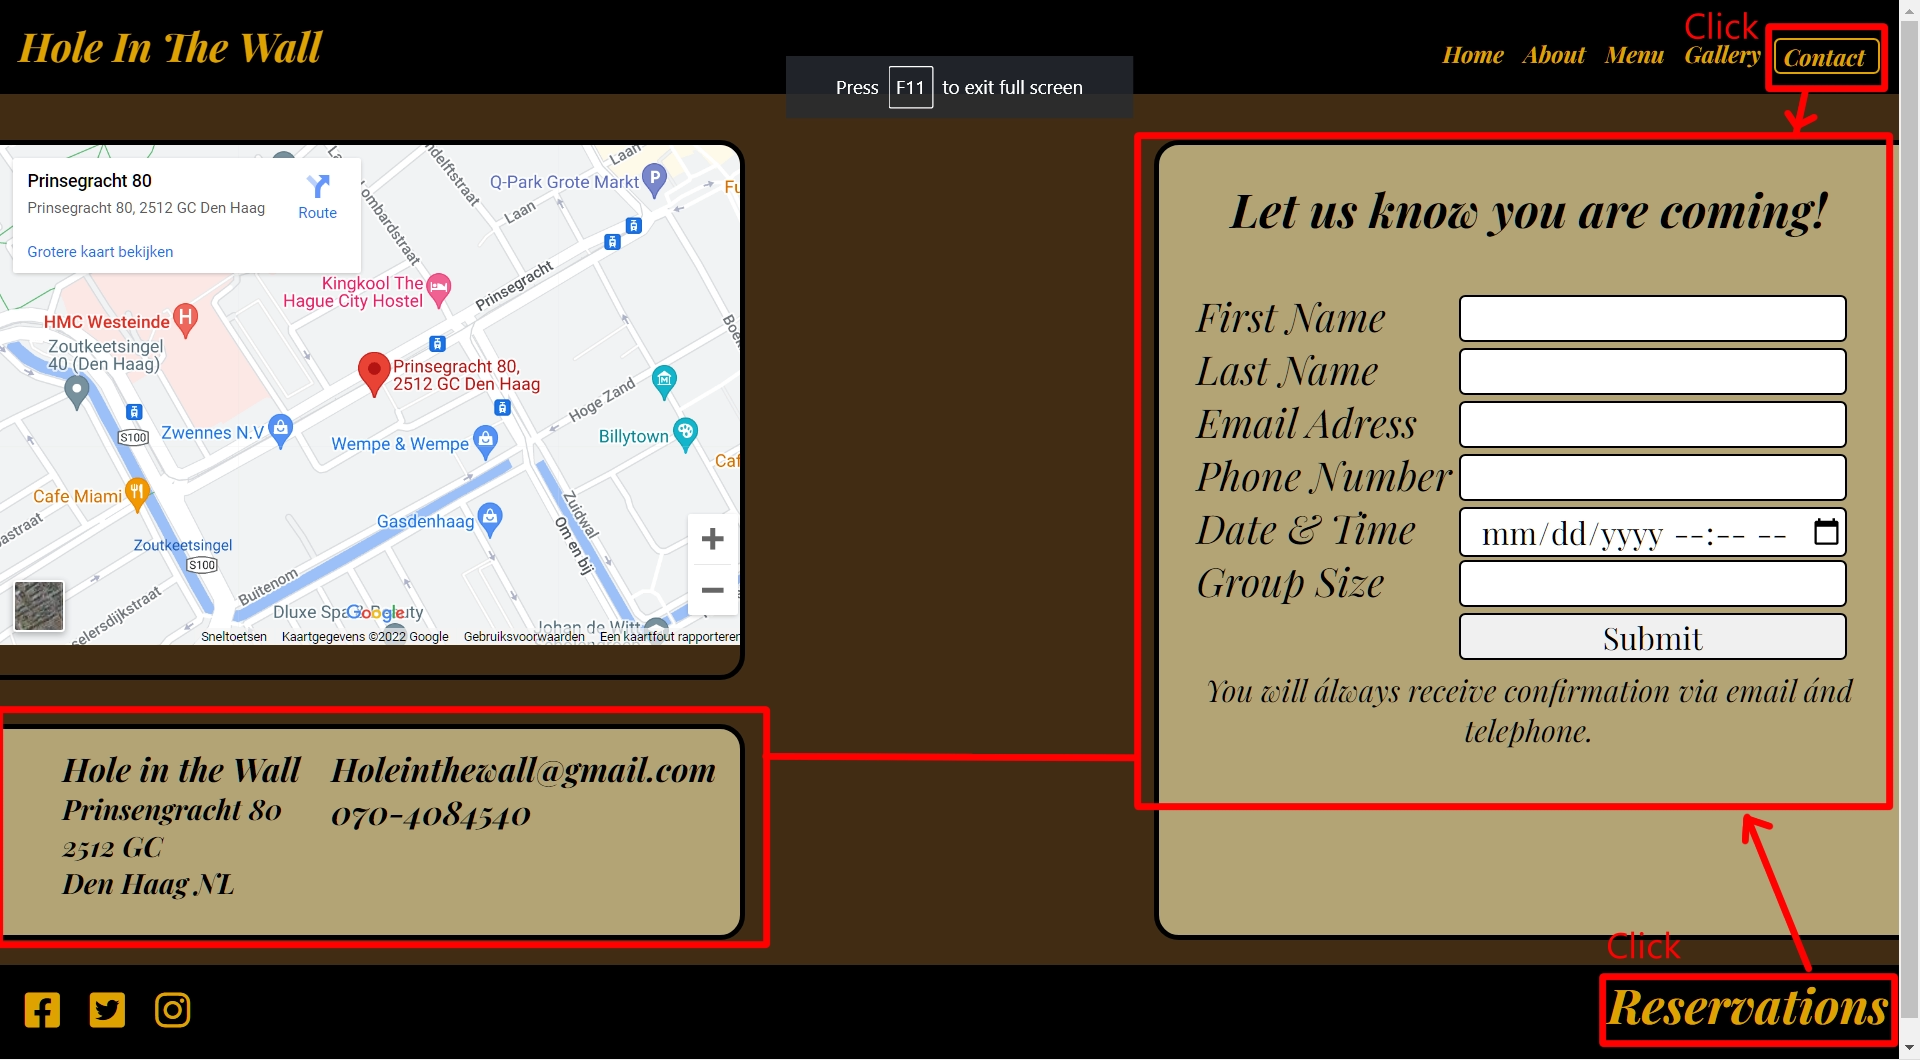 Hole In The Wall
Click
Home About Menu Gallery Contact
Press F11 to exit full screen
Prinsegracht 80
Prinsegracht 80, 2512 GC Den Haag
Route
Grotere kaart bekijken
Laan
Q-Park Grote Markt
P
Laan
Lombardstraat
Prinsegracht
Kingkool The
Hague City Hostel
HMC Westeinde
H
Zoutkeetsingel
40 (Den Haag)
Prinsegracht 80,
2512 GC Den Haag
Hoge Zand
S100
Zwennes N.V
Wempe & Wempe
Billytown
Cafe Miami
Gasdenhaag
Zuidwal
Om en bij
Zoutkeetsingel
S100
Buitenom
Google
Johan de Witt
Sneltoetsen Kaartgegevens ©2022 Google Gebruiksvoorwaarden Een kaartfout rapporteren
Let us know you are coming!
First Name
Last Name
Email Adress
Phone Number
Date & Time mm/dd/yyyy --:-- --
Group Size
Submit
You will álways receive confirmation via email ánd
telephone.
Hole in the Wall
Prinsengracht 80
2512 GC
Den Haag NL
Holeinthewall@gmail.com
070-4084540
Click
Reservations